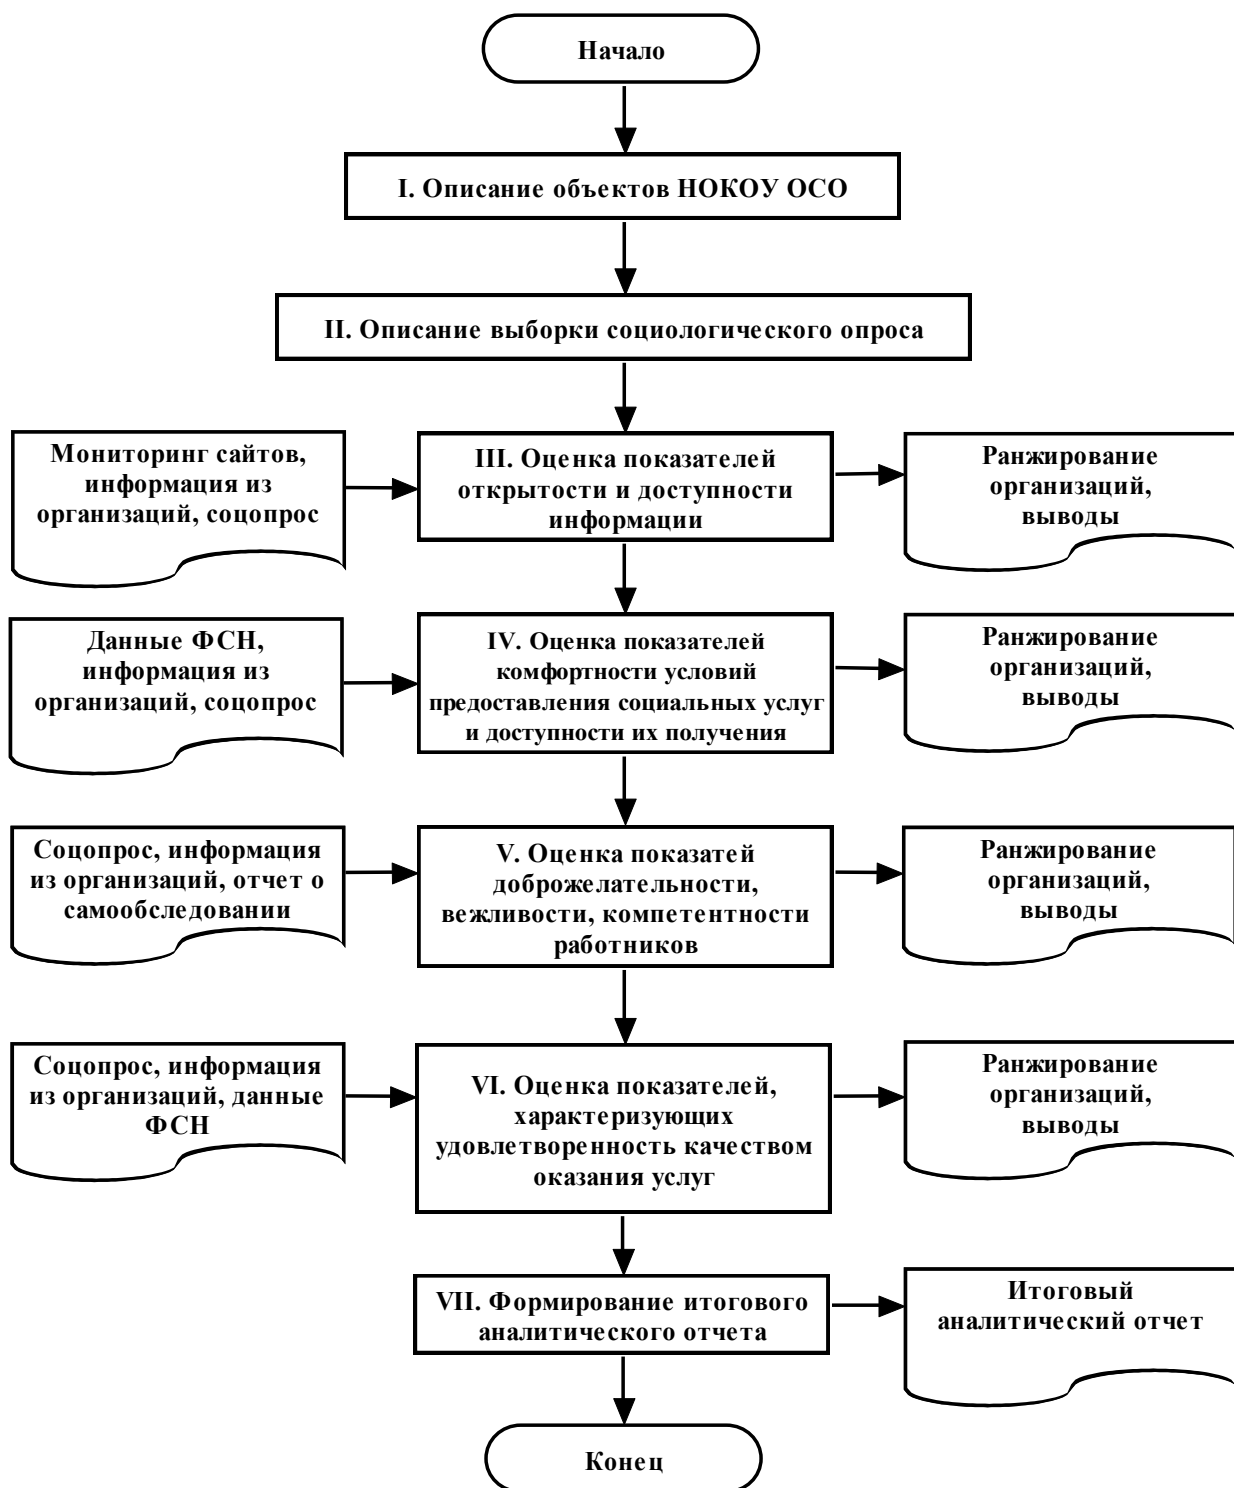 Начало
I. Описание объектов НОКОУ ОСО
II. Описание выборки социологического опроса
Мониторинг сайтов,
информация из
организаций, соцопрос
III. Оценка показателей
открытости и доступности
информации
Ранжирование
организаций,
выводы
Данные ФСН,
информация из
организаций, соцопрос
IV. Оценка показателей
комфортности условий
предоставления социальных услуг
и доступности их получения
Ранжирование
организаций,
выводы
Соцопрос, информация
из организаций, отчет о
самообследовании
V. Оценка показатей
доброжелательности,
вежливости, компетентности
работников
Ранжирование
организаций,
выводы
Соцопрос, информация
из организаций, данные
ФСН
VI. Оценка показателей,
характеризующих
удовлетворенность качеством
оказания услуг
Ранжирование
организаций,
выводы
VII. Формирование итогового
аналитического отчета
Итоговый
аналитический отчет
Конец